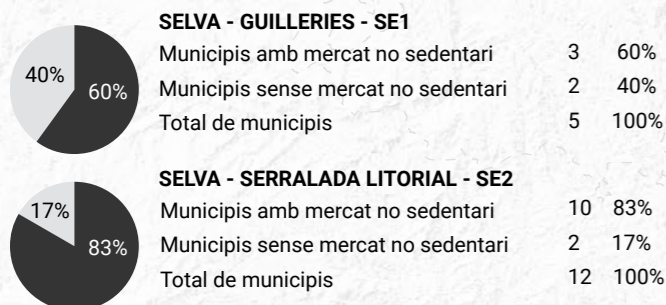 SELVA - GUILLERIES - SE1
40%
60%
Municipis amb mercat no sedentari 3 60%
Municipis sense mercat no sedentari 2 40%
Total de municipis 5 100%
SELVA - SERRALADA LITORIAL - SE2
17%
83%
Municipis amb mercat no sedentari 10 83%
Municipis sense mercat no sedentari 2 17%
Total de municipis 12 100%